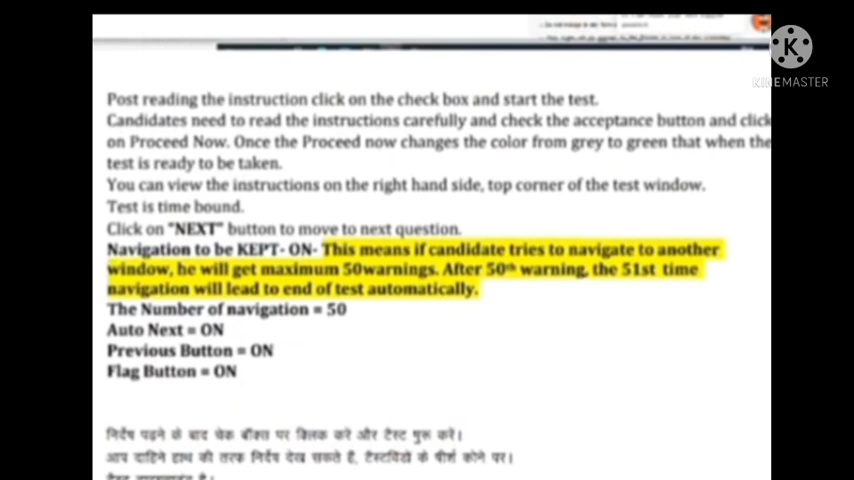 K
KINEMASTER
Post reading the instruction click on the check box and start the test.
Candidates need to read the instructions carefully and check the acceptance button and click
on Proceed Now. Once the Proceed now changes the color from grey to green that when the
test is ready to be taken.
You can view the instructions on the right hand side, top corner of the test window.
Test is time bound.
Click on "NEXT" button to move to next question.
Navigation to be KEPT- ON- This means if candidate tries to navigate to another
window, he will get maximum 50warnings. After 50th warning, the 51st time
navigation will lead to end of test automatically.
The Number of navigation = 50
Auto Next = ON
Previous Button = ON
Flag Button = ON
निर्देष पढ़ने के बाद चेक बॉक्स पर क्लिक करे और टैस्ट शुरू करें।
आप दाहिने हाथ की तरफ निर्देष देख सकते हैं, टैस्टविंडो के शीर्श कोने पर।